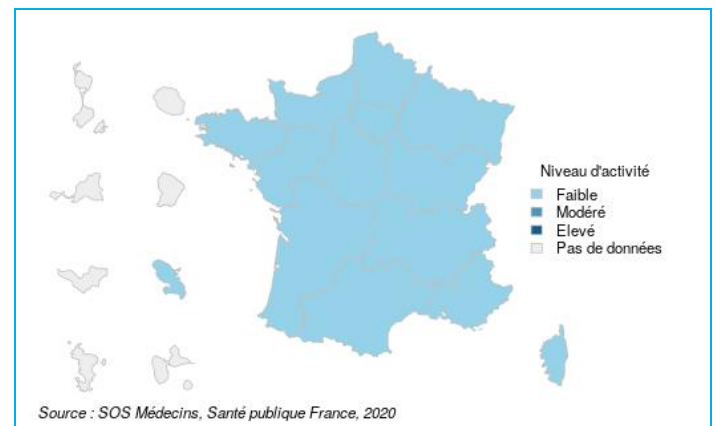 Niveau d'activité
Faible
Modéré
Elevé
Pas de données
Source : SOS Médecins, Santé publique France, 2020